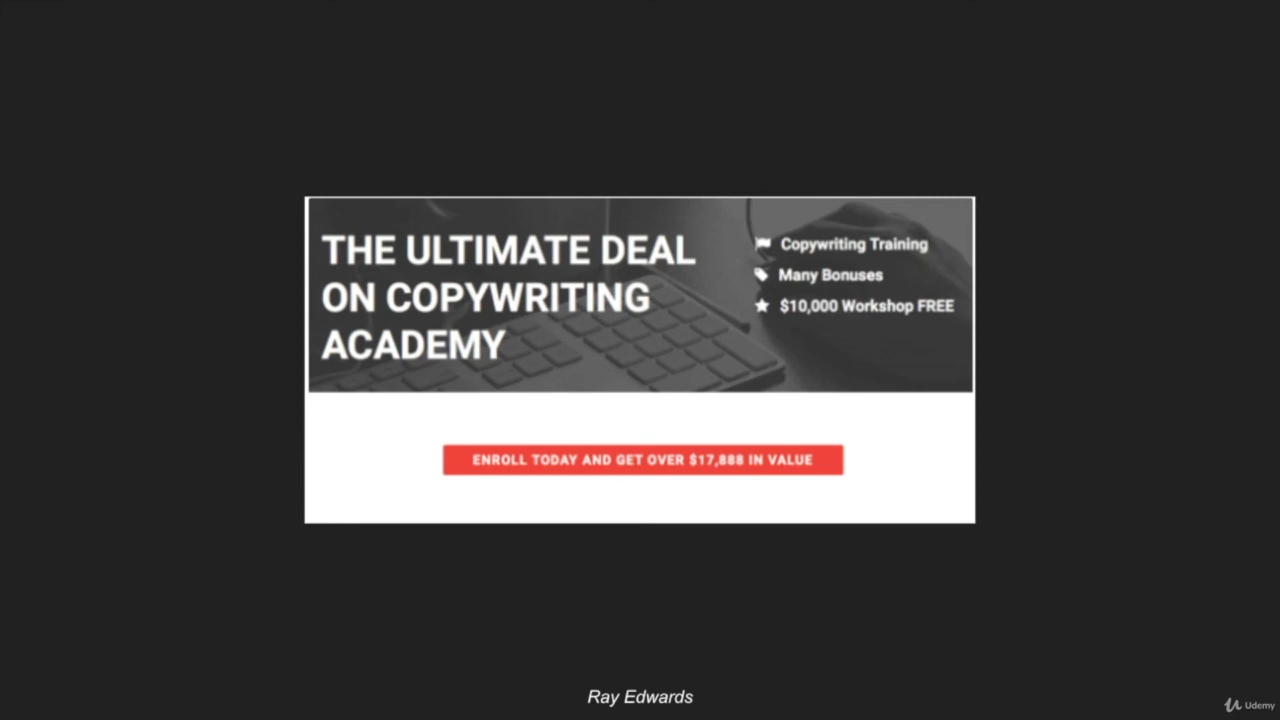 THE ULTIMATE DEAL
ON COPYWRITING
ACADEMY
Copywriting Training
Many Bonuses
$10,000 Workshop FREE
ENROLL TODAY AND GET OVER $17,888 IN VALUE
Ray Edwards
Udemy